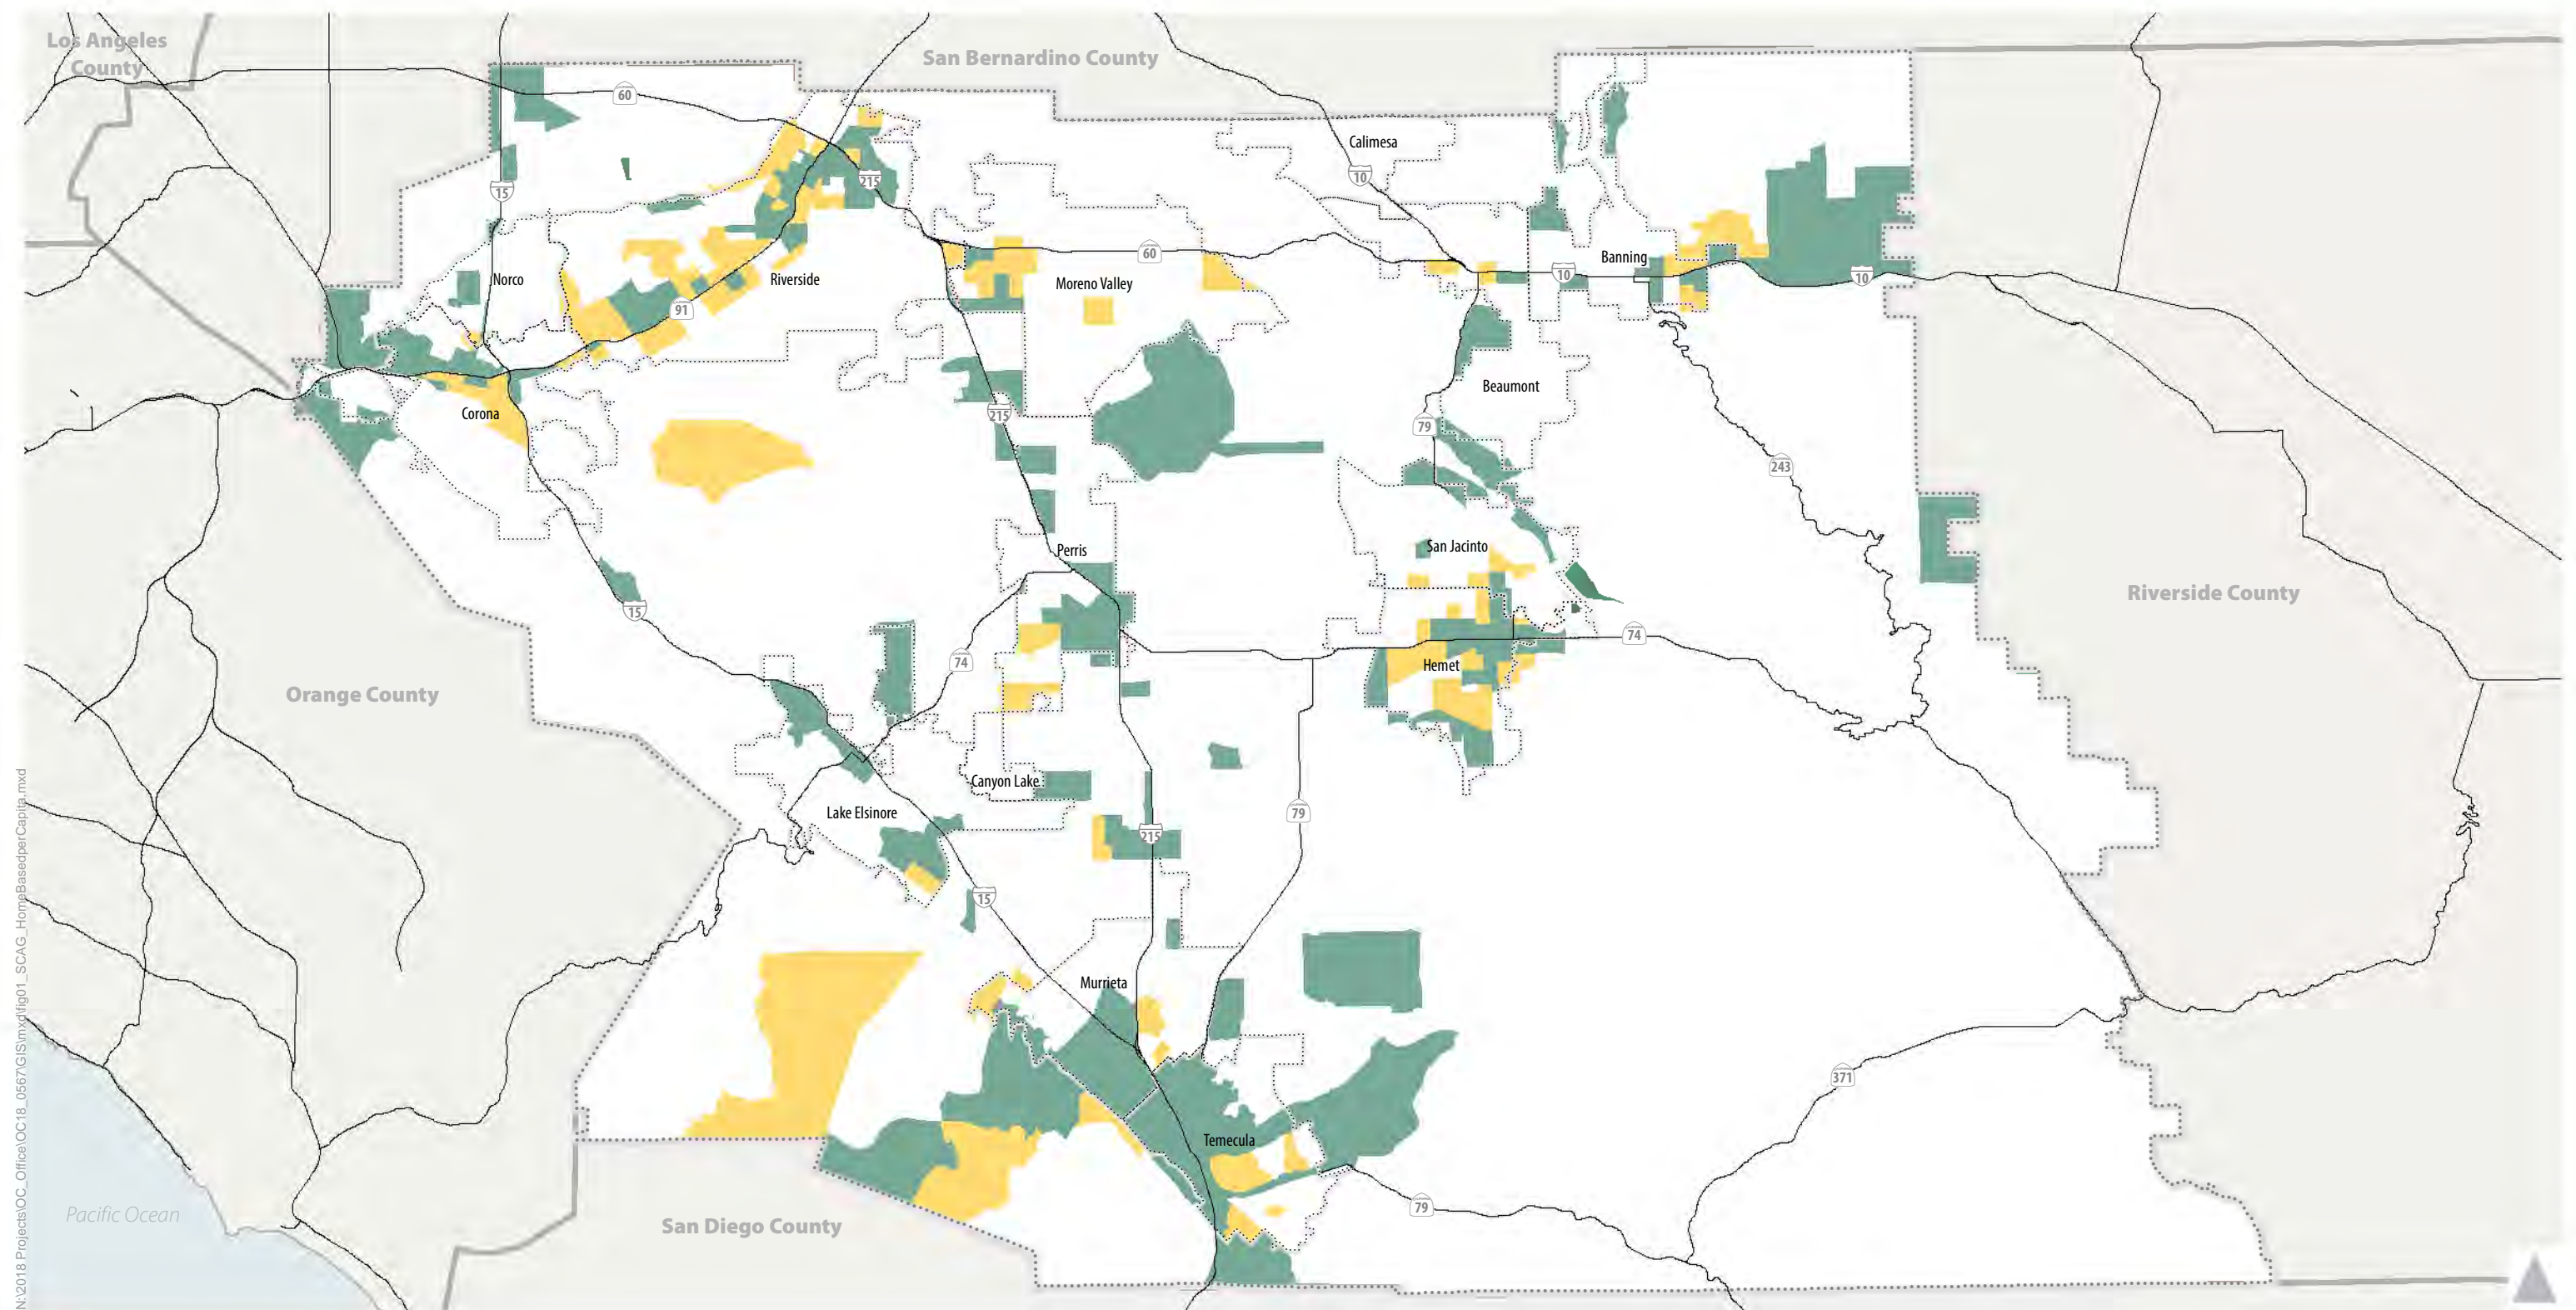 Los Angeles
County
San Bernardino County
60
Calimesa
10
215
15
Banning
60
10
10
Norco
Riverside
Moreno Valley
91
Beaumont
Corona
215
79
243
San Jacinto
Perris
Riverside County
15
74
74
Hemet
Orange County
Canyon Lake
Lake Elsinore
79
215
15
Murrieta
371
Temecula
79
Pacific Ocean
San Diego County
N:\2018 Projects\OC_Office\OC18_0567\GIS\mxd\fig01_SCAG_HomeBasedperCapita.mxd